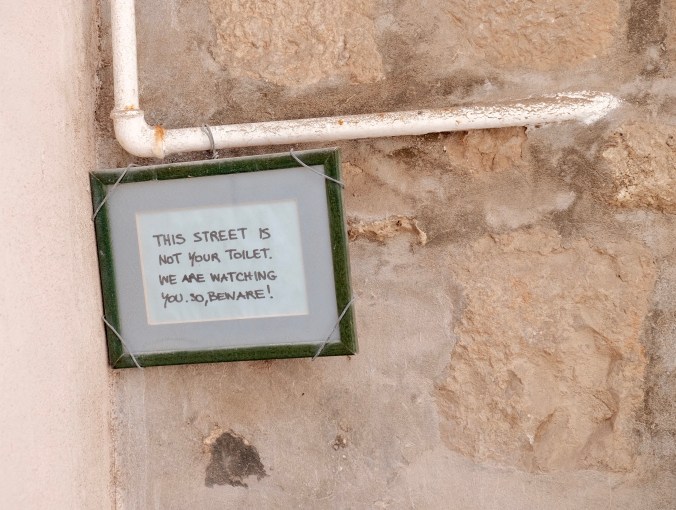 THIS STREET IS
NOT YOUR TOILET.
WE ARE WATCHING
YOU. SO, BEWARE!